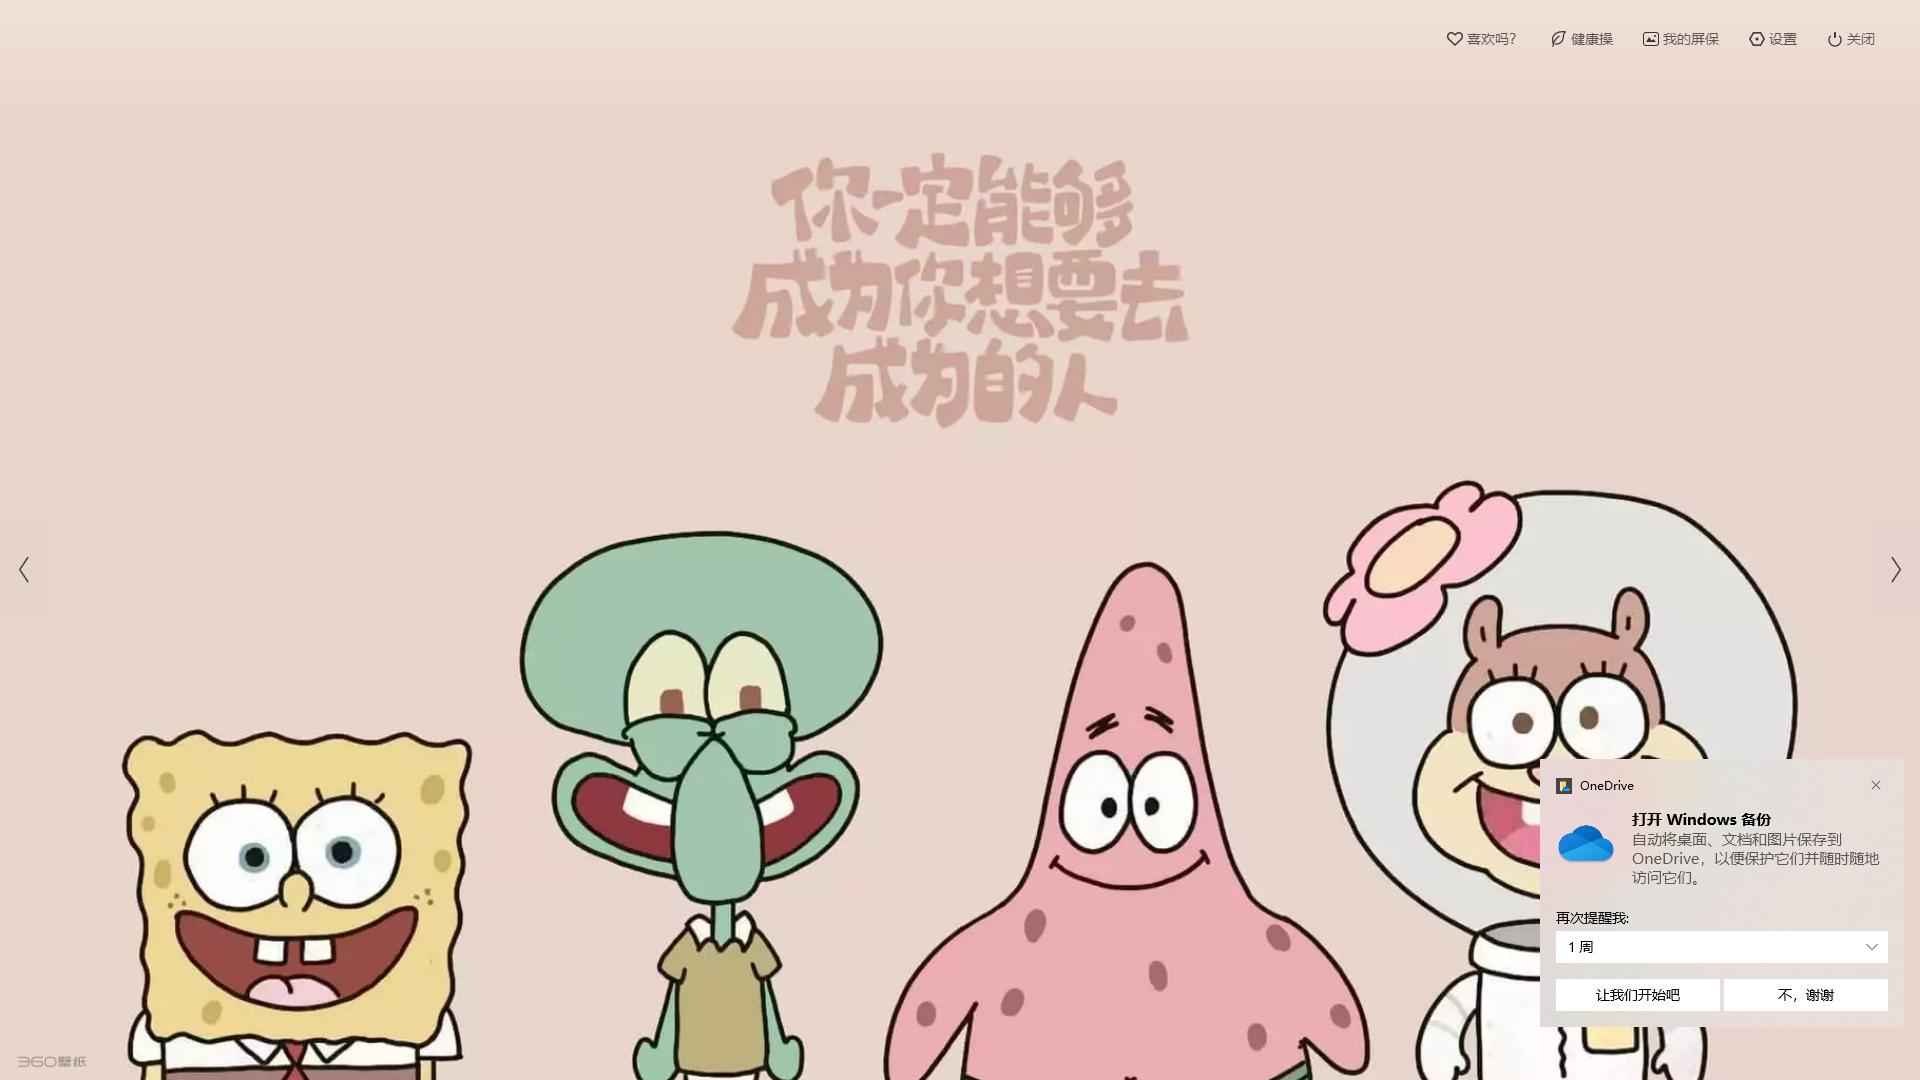 喜欢吗? 健康操 我的屏保 设置 关闭
你一定能够
成为你想要去
成为的人
OneDrive
打开 Windows 备份
自动将桌面、文档和图片保存到
OneDrive，以便保护它们并随时随地
访问它们。
再次提醒我:
1 周
让我们开始吧 不，谢谢
360壁纸